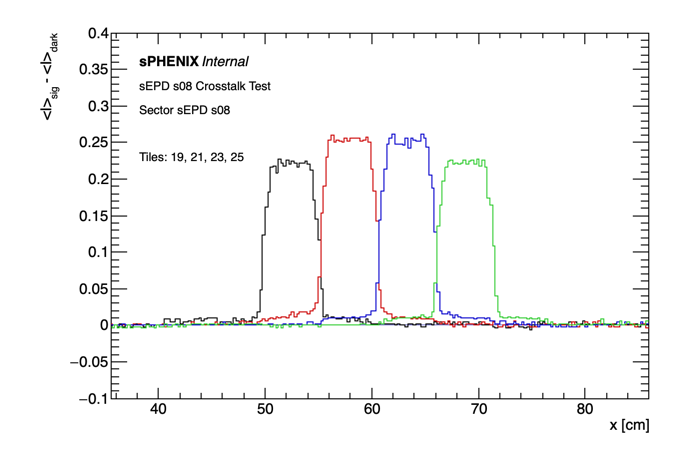 <I>sig - <I>dark
0.4
0.35
0.3
0.25
0.2
0.15
0.1
0.05
0
−0.05
−0.1
sPHENIX Internal
sEPD s08 Crosstalk Test
Sector sEPD s08
Tiles: 19, 21, 23, 25
40 50 60 70 80
x [cm]